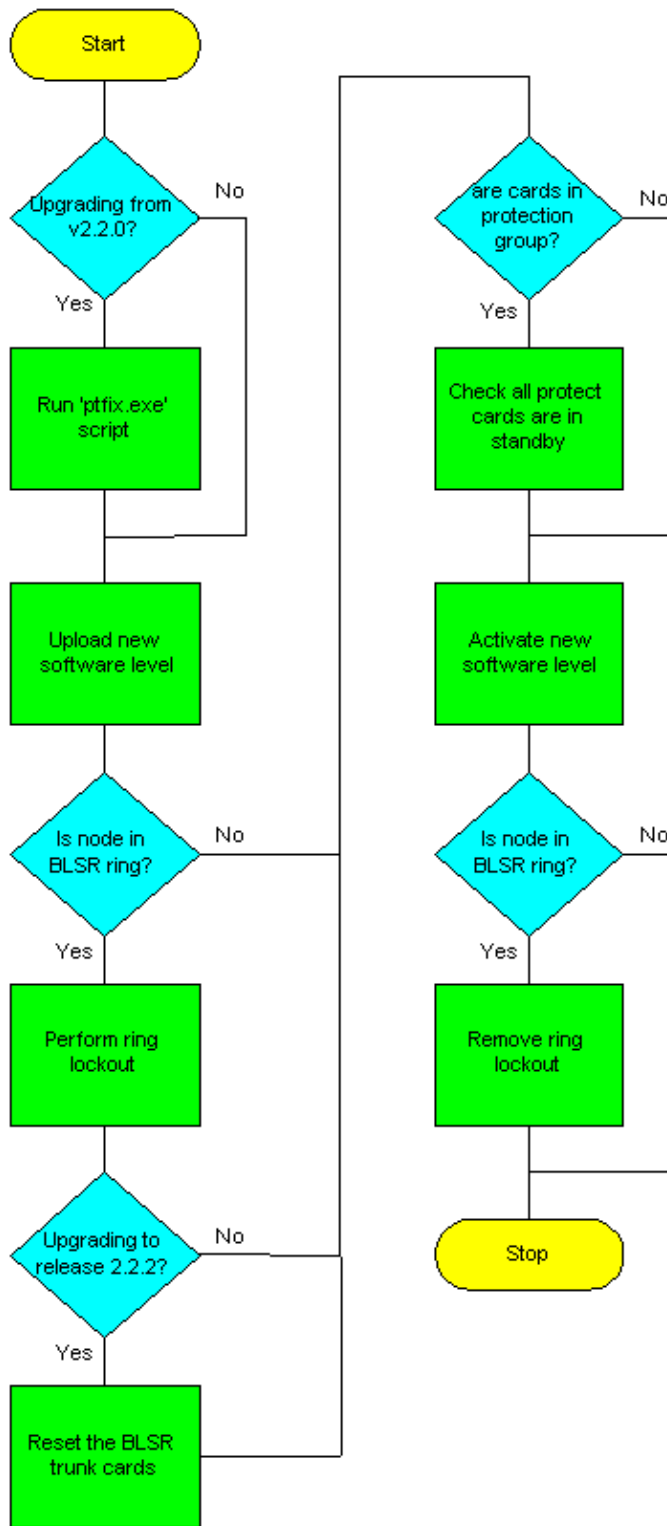 Start
Upgrading from
v2.2.0?
No
Yes
Run 'ptfix.exe'
script
Upload new
software level
Is node in
BLSR ring?
No
Yes
Perform ring
lockout
Upgrading to
release 2.2.2?
No
Yes
Reset the BLSR
trunk cards
are cards in
protection
group?
No
Yes
Check all protect
cards are in
standby
Activate new
software level
Is node in
BLSR ring?
No
Yes
Remove ring
lockout
Stop